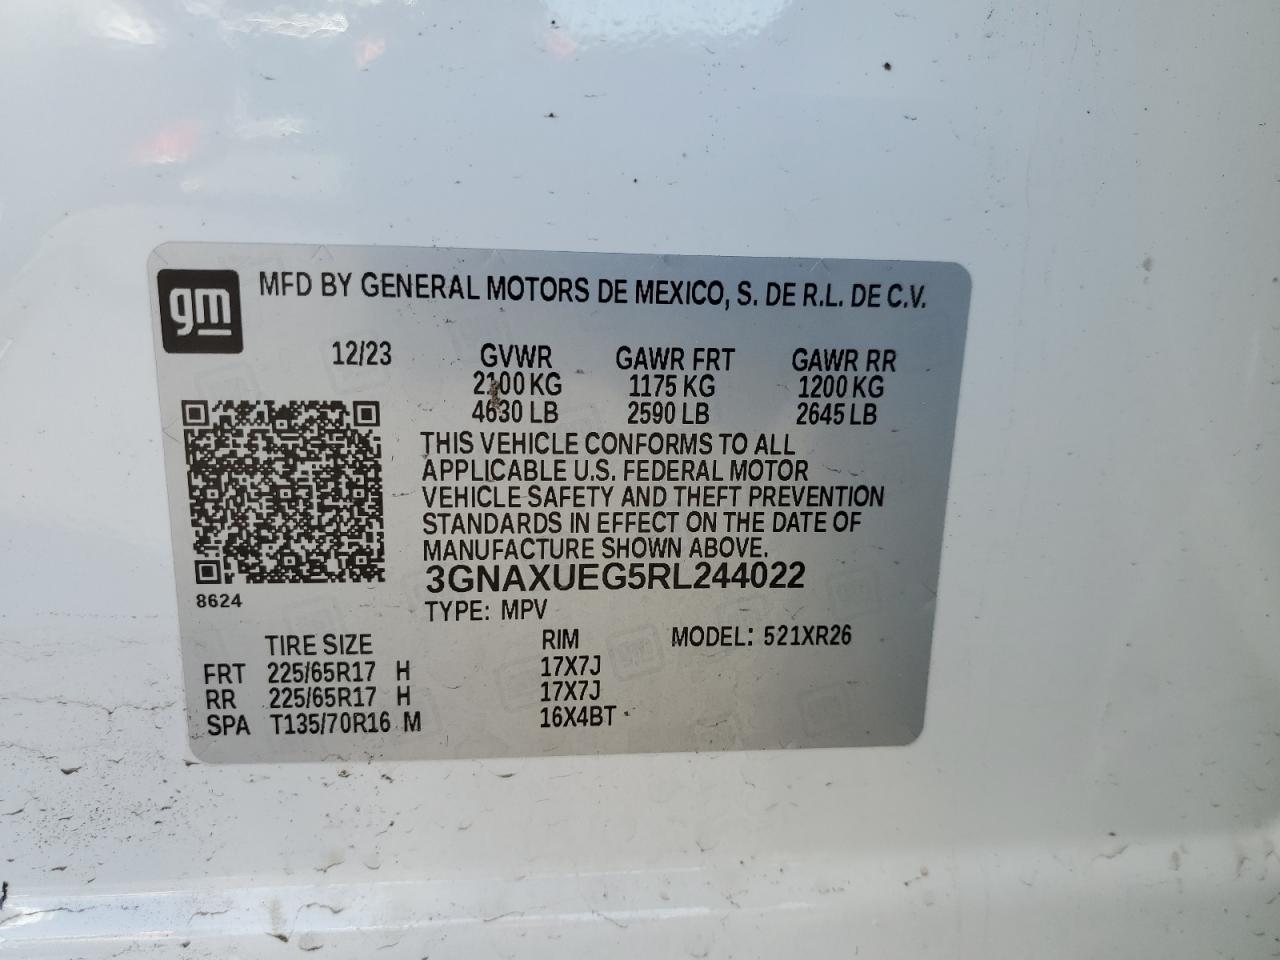 gm
MFD BY GENERAL MOTORS DE MEXICO, S. DE R.L. DE C.V.
12/23 GVWR GAWR FRT GAWR RR
2100 KG 1175 KG 1200 KG
4630 LB 2590 LB 2645 LB
THIS VEHICLE CONFORMS TO ALL
APPLICABLE U.S. FEDERAL MOTOR
VEHICLE SAFETY AND THEFT PREVENTION
STANDARDS IN EFFECT ON THE DATE OF
MANUFACTURE SHOWN ABOVE.
3GNAXUEG5RL244022
8624
TYPE: MPV
TIRE SIZE RIM MODEL: 521XR26
FRT 225/65R17 H 17X7J
RR 225/65R17 H 17X7J
SPA T135/70R16 M 16X4BT